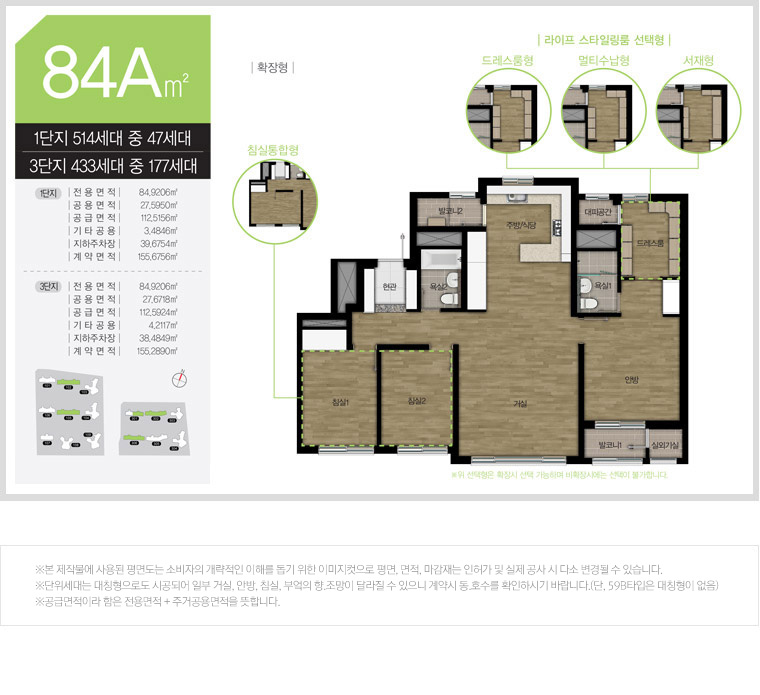 84Am²
1단지 514세대 중 47세대
3단지 433세대 중 177세대
1단지
| 전 용 면 적 | 84.9206㎡
| 공 용 면 적 | 27.5950㎡
| 공 급 면 적 | 112.5156㎡
| 기 타 공 용 | 3.4846㎡
| 지하주차장 | 39.6754㎡
| 계 약 면 적 | 155.6756㎡
3단지
| 전 용 면 적 | 84.9206㎡
| 공 용 면 적 | 27.6718㎡
| 공 급 면 적 | 112.5924㎡
| 기 타 공 용 | 4.2117㎡
| 지하주차장 | 38.4849㎡
| 계 약 면 적 | 155.2890㎡
| 확장형 |
| 라이프 스타일링룸 선택형 |
드레스룸형
멀티수납형
서재형
침실통합형
발코니2
주방/식당
대피공간
드레스룸
현관
욕실2
욕실1
침실1
침실2
거실
안방
발코니1
실외기실
※위 선택형은 확장시 선택 가능하며 비확장시에는 선택이 불가합니다.
※본 제작물에 사용된 평면도는 소비자의 개략적인 이해를 돕기 위한 이미지컷으로 평면, 면적, 마감재는 인허가 및 실제 공사 시 다소 변경될 수 있습니다.
※단위세대는 대칭형으로도 시공되어 일부 거실, 안방, 침실, 부엌의 향,조망이 달라질 수 있으니 계약시 동,호수를 확인하시기 바랍니다.(단, 59B타입은 대칭형이 없음)
※공급면적이라 함은 전용면적 + 주거공용면적을 뜻합니다.